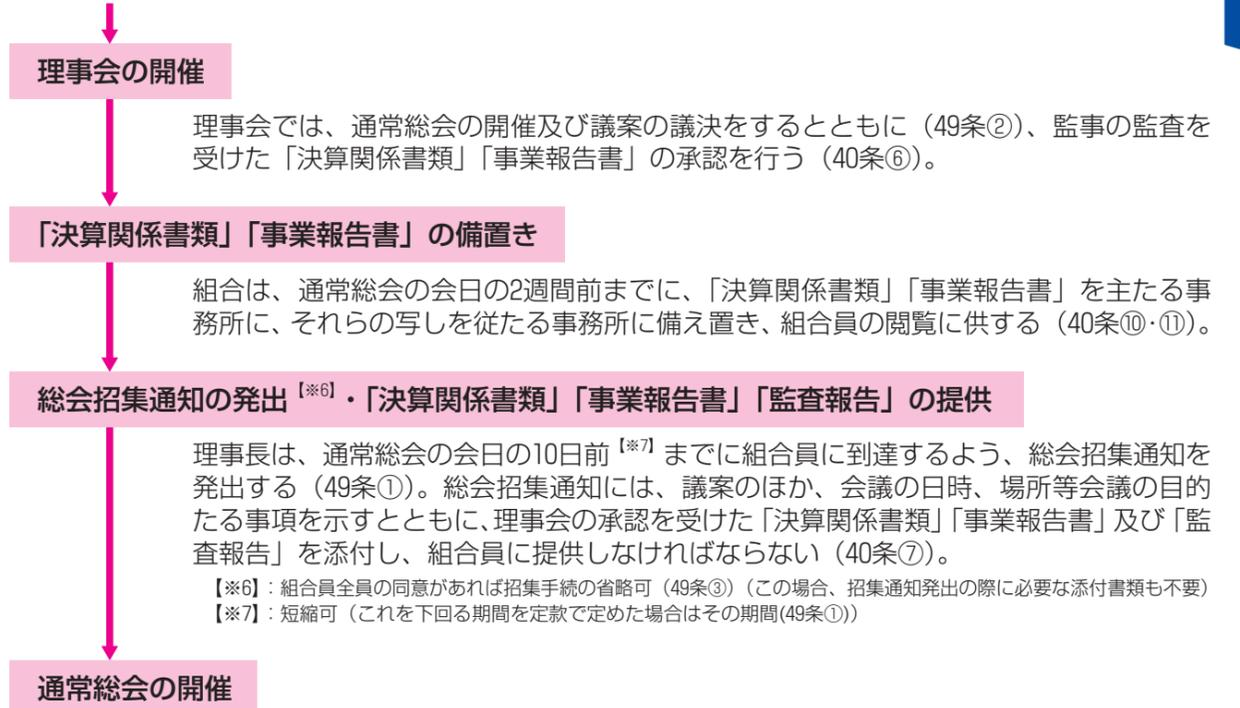 理事会の開催
理事会では、通常総会の開催及び議案の議決をするとともに（49条②）、監事の監査を
受けた「決算関係書類」「事業報告書」の承認を行う（40条⑥）。
「決算関係書類」「事業報告書」の備置き
組合は、通常総会の会日の2週間前までに、「決算関係書類」「事業報告書」を主たる事
務所に、それらの写しを従たる事務所に備え置き、組合員の閲覧に供する（40条⑩・⑪）。
総会招集通知の発出【※6】・「決算関係書類」「事業報告書」「監査報告」の提供
理事長は、通常総会の会日の10日前【※7】までに組合員に到達するよう、総会招集通知を
発出する（49条①）。総会招集通知には、議案のほか、会議の日時、場所等会議の目的
たる事項を示すとともに、理事会の承認を受けた「決算関係書類」「事業報告書」及び「監
査報告」を添付し、組合員に提供しなければならない（40条⑦）。
【※6】：組合員全員の同意があれば招集手続の省略可（49条③）（この場合、招集通知発出の際に必要な添付書類も不要）
【※7】：短縮可（これを下回る期間を定款で定めた場合はその期間(49条①)）
通常総会の開催